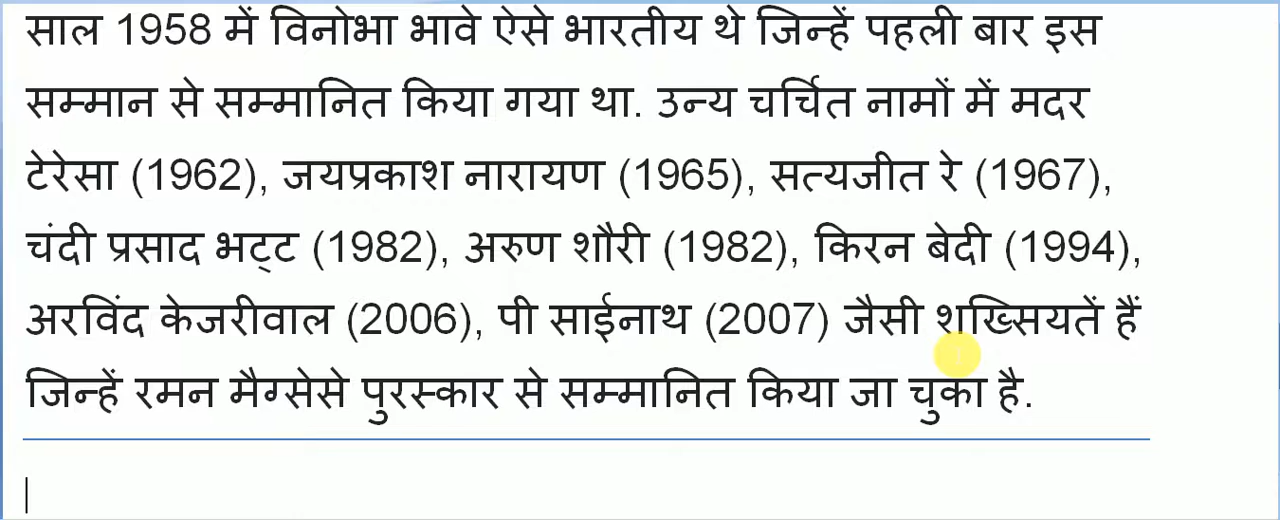 साल 1958 में विनोभा भावे ऐसे भारतीय थे जिन्हें पहली बार इस
सम्मान से सम्मानित किया गया था. उन्य चर्चित नामों में मदर
टेरेसा (1962), जयप्रकाश नारायण (1965), सत्यजीत रे (1967),
चंदी प्रसाद भट्ट (1982), अरुण शौरी (1982), किरन बेदी (1994),
अरविंद केजरीवाल (2006), पी साईनाथ (2007) जैसी शख्सियतें हैं
जिन्हें रमन मैग्सेसे पुरस्कार से सम्मानित किया जा चुका है.